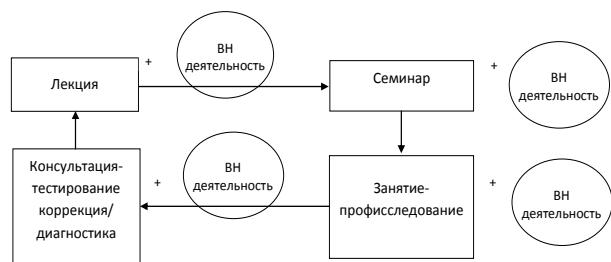 +
ВН
деятельность
Лекция
Семинар
+
ВН
деятельность
Консультация-
тестирование
коррекция/
диагностика
+
ВН
деятельность
Занятие-
профисследование
+
ВН
деятельность